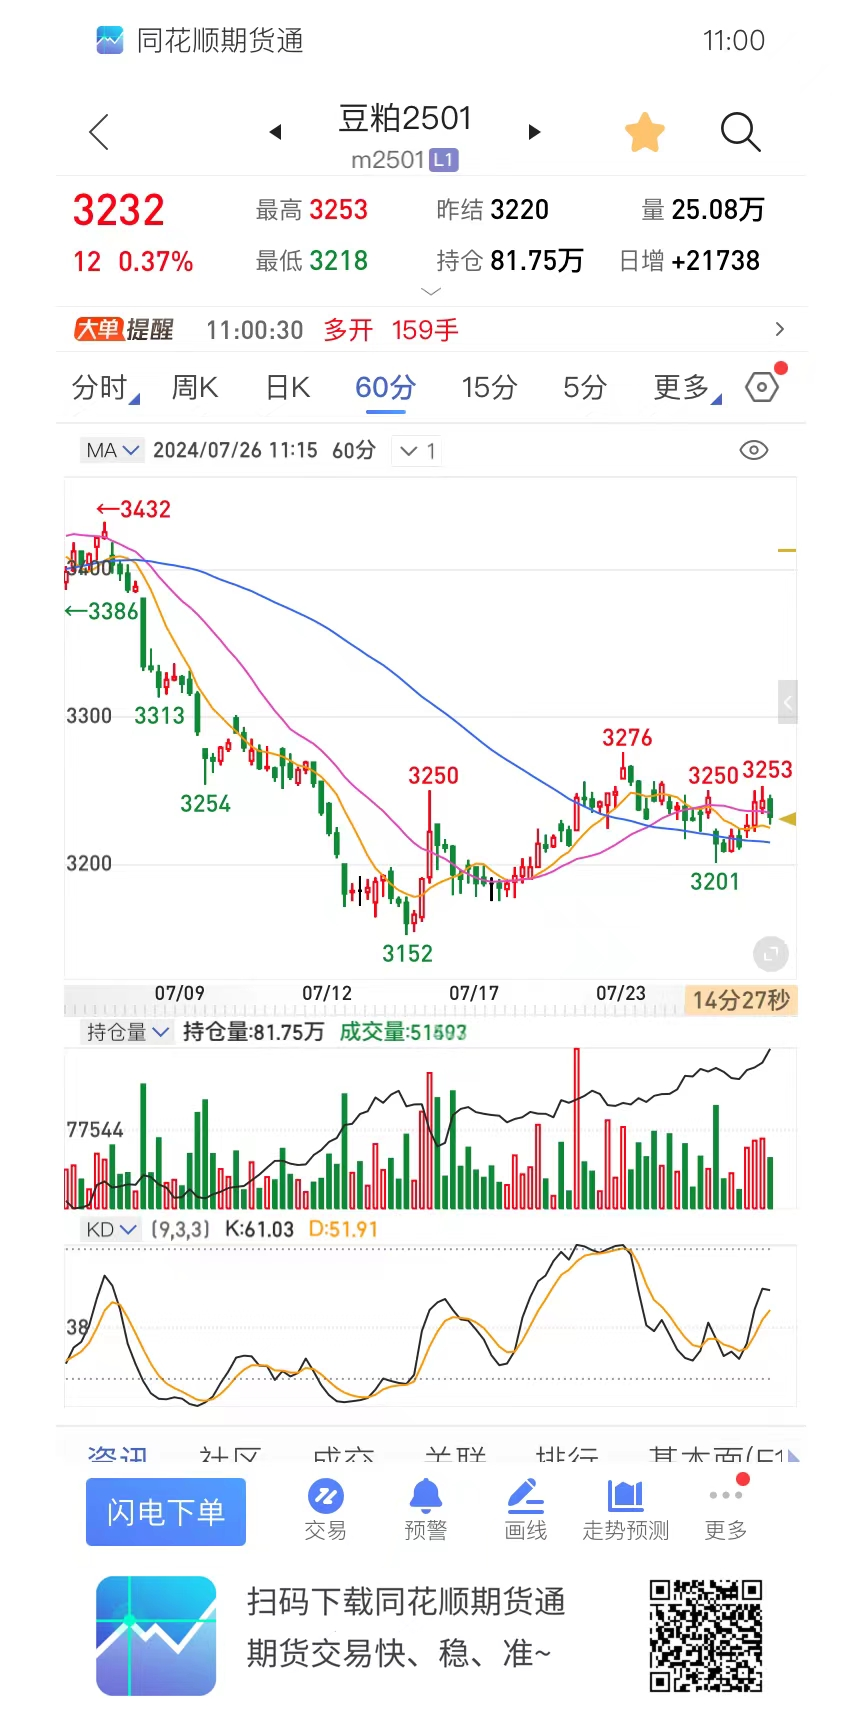 同花顺期货通 11:00
豆粕2501
m2501 L1
3232 最高 3253 昨结 3220 量 25.08万
12 0.37% 最低 3218 持仓 81.75万 日增 +21738
大单提醒 11:00:30 多开 159手
分时 周K 日K 60分 15分 5分 更多
MA 2024/07/26 11:15 60分 1
←3432
3400
←3386
3300
3313
3276
3250
3250
3253
3254
3200
3201
3152
07/09 07/12 07/17 07/23 14分27秒
持仓量 持仓量:81.75万 成交量:
77544
KD (9,3,3) K:61.03 D:51.91
38
资讯 社区 成交 关联 排行 基本面(F1
闪电下单 交易 预警 画线 走势预测 更多
扫码下载同花顺期货通
期货交易快、稳、准~